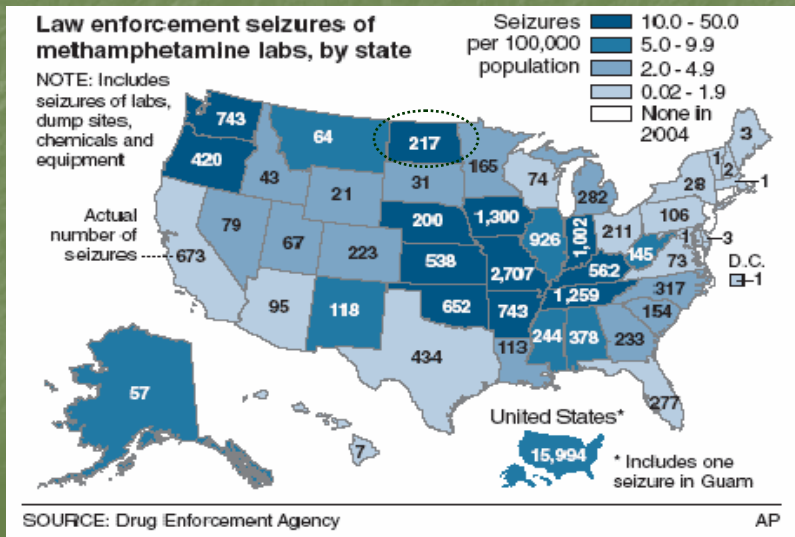 Law enforcement seizures of
methamphetamine labs, by state
NOTE: Includes
seizures of labs,
dump sites,
chemicals and
equipment
Seizures
per 100,000
population
10.0 - 50.0
5.0 - 9.9
2.0 - 4.9
0.02 - 1.9
None in
2004
Actual
number of
seizures
743
64
217
165
3
420
43
21
31
74
282
1
2
28
1
79
67
223
200
1,300
926
1,002
211
106
1
3
673
538
2,707
562
145
73
D.C.
1
95
118
652
743
1,259
317
154
434
113
244
378
233
277
57
7
United States*
15,994
* Includes one
seizure in Guam
SOURCE: Drug Enforcement Agency
AP